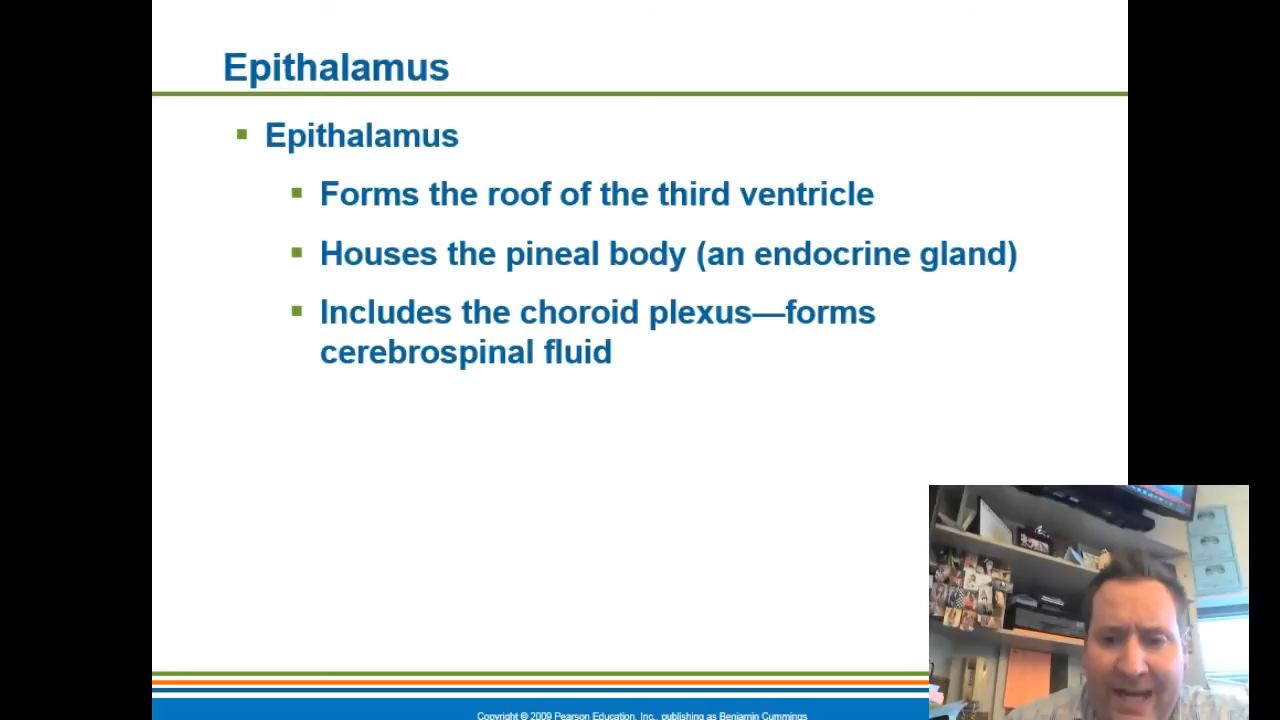 Epithalamus
Epithalamus
Forms the roof of the third ventricle
Houses the pineal body (an endocrine gland)
Includes the choroid plexus—forms
cerebrospinal fluid
Copyright © 2009 Pearson Education, Inc., publishing as Benjamin Cummings